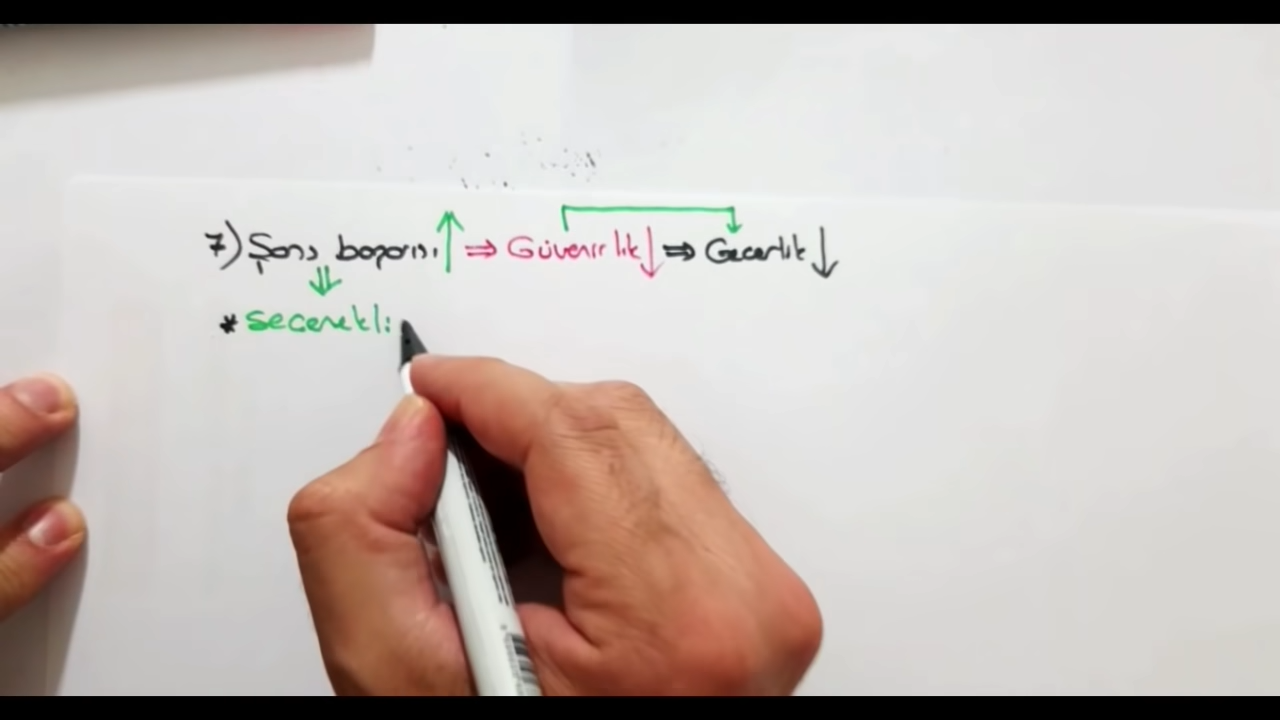 7) Şans başarısı ↑ ⇒ Güvenirlik ↓ ⇒ Geçerlik ↓
* Seçenekli